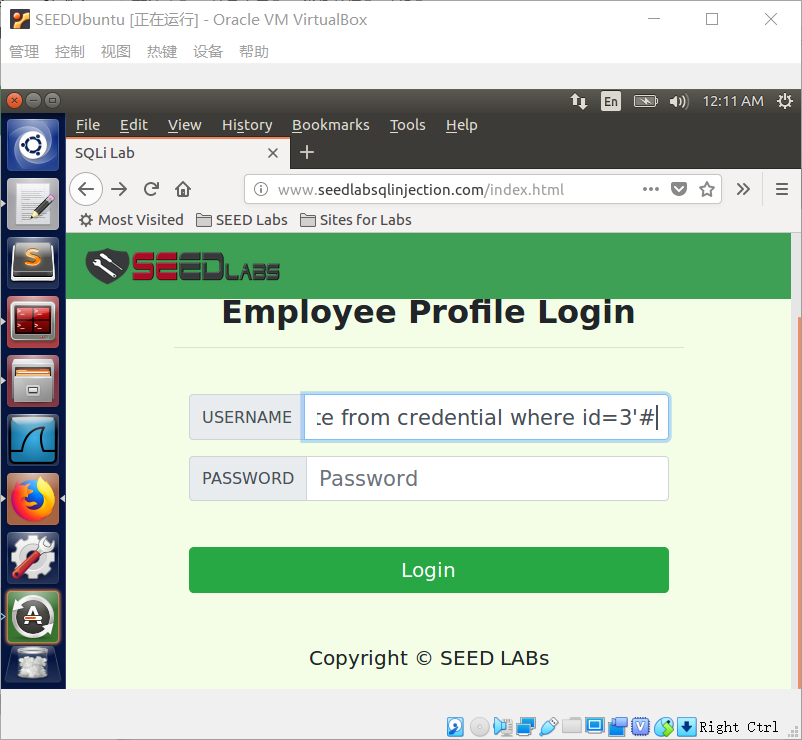 SEEDUbuntu [正在运行] - Oracle VM VirtualBox
管理 控制 视图 热键 设备 帮助
En 12:11 AM
File Edit View History Bookmarks Tools Help
SQLi Lab
www.seedlabsqlinjection.com/index.html
Most Visited SEED Labs Sites for Labs
SEEDLABS
Employee Profile Login
USERNAME te from credential where id=3'#
PASSWORD Password
Login
Copyright © SEED LABs
Right Ctrl